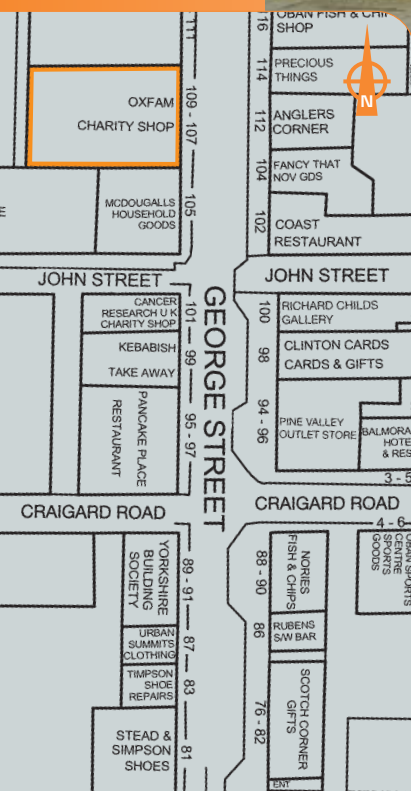 111
116
OBAN FISH & CHIP
SHOP
114
PRECIOUS
THINGS
N
OXFAM
CHARITY SHOP
109 - 107
112
ANGLERS
CORNER
104
FANCY THAT
NOV GDS
MCDOUGALLS
HOUSEHOLD
GOODS
105
102
COAST
RESTAURANT
E
JOHN STREET
JOHN STREET
GEORGE STREET
CANCER
RESEARCH U K
CHARITY SHOP
101
100
RICHARD CHILDS
GALLERY
KEBABISH
TAKE AWAY
99
98
CLINTON CARDS
CARDS & GIFTS
PANCAKE PLACE
RESTAURANT
95 - 97
94 - 96
PINE VALLEY
OUTLET STORE
BALMORA
HOTE
& RES
3 - 5
CRAIGARD ROAD
CRAIGARD ROAD
4 - 6
YORKSHIRE
BUILDING
SOCIETY
89 - 91
88 - 90
NORIES
FISH & CHIPS
OBAN SPORTS
CENTRE
SPORTS
GOODS
URBAN
SUMMITS
CLOTHING
87
86
RUBENS
S/W BAR
TIMPSON
SHOE
REPAIRS
83
76 - 82
SCOTCH CORNER
GIFTS
STEAD &
SIMPSON
SHOES
81
ENT